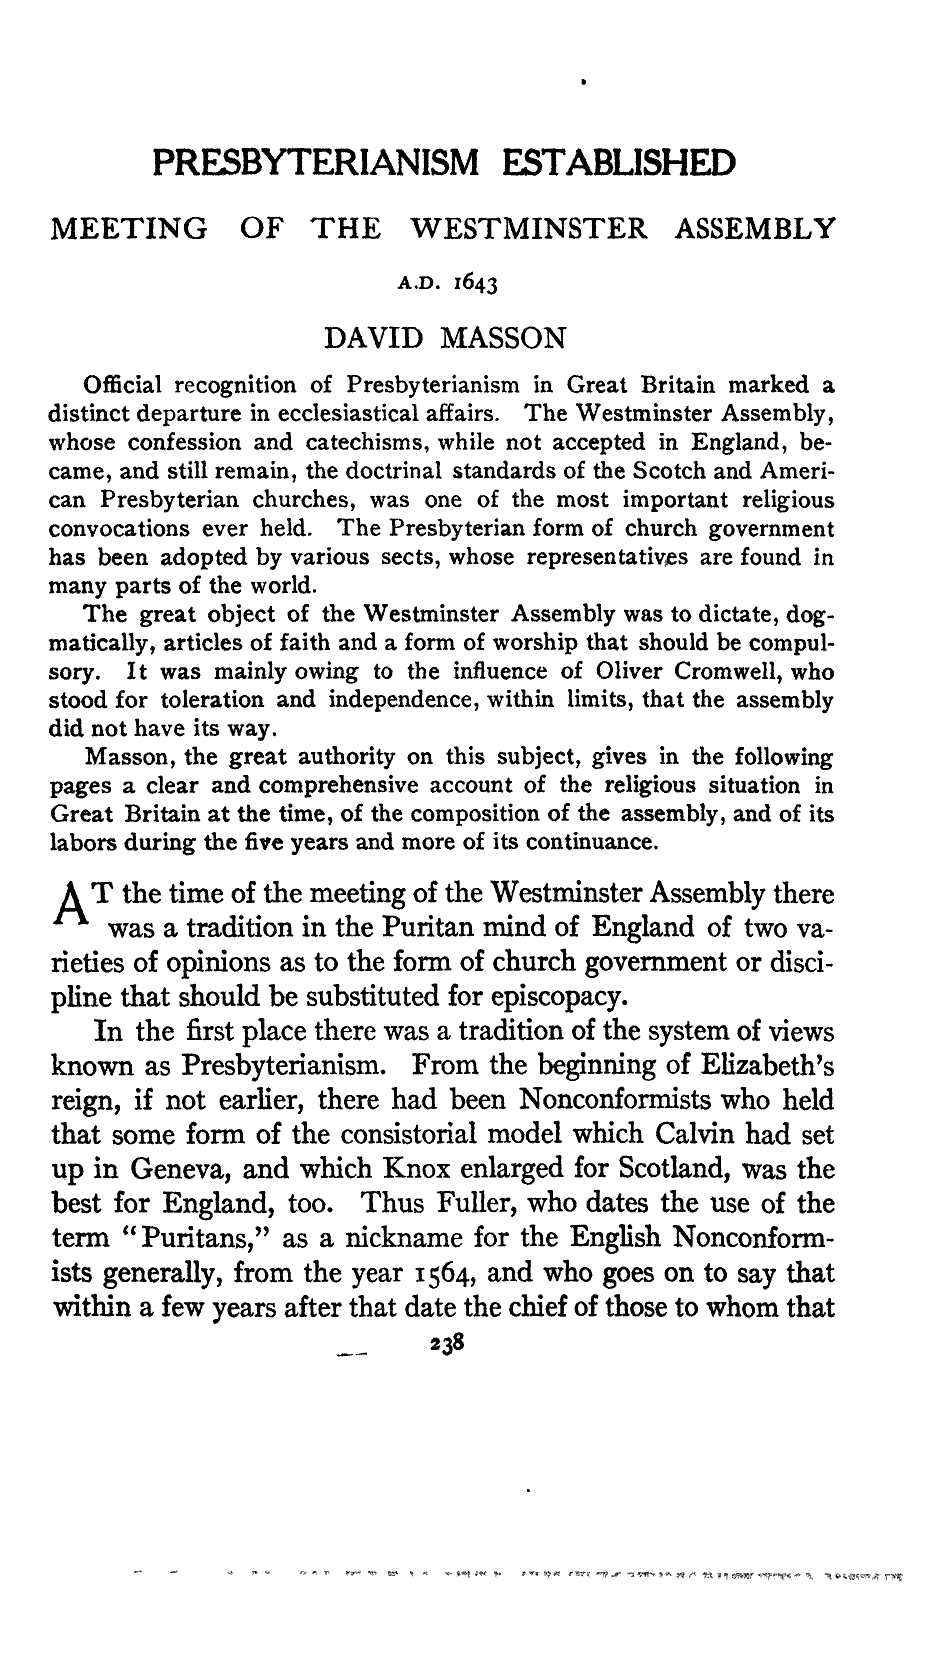 PRESBYTERIANISM ESTABLISHED
MEETING OF THE WESTMINSTER ASSEMBLY
A.D. 1643
DAVID MASSON
Official recognition of Presbyterianism in Great Britain marked a
distinct departure in ecclesiastical affairs. The Westminster Assembly,
whose confession and catechisms, while not accepted in England, be-
came, and still remain, the doctrinal standards of the Scotch and Ameri-
can Presbyterian churches, was one of the most important religious
convocations ever held. The Presbyterian form of church government
has been adopted by various sects, whose representatives are found in
many parts of the world.
The great object of the Westminster Assembly was to dictate, dog-
matically, articles of faith and a form of worship that should be compul-
sory. It was mainly owing to the influence of Oliver Cromwell, who
stood for toleration and independence, within limits, that the assembly
did not have its way.
Masson, the great authority on this subject, gives in the following
pages a clear and comprehensive account of the religious situation in
Great Britain at the time, of the composition of the assembly, and of its
labors during the five years and more of its continuance.
AT the time of the meeting of the Westminster Assembly there
was a tradition in the Puritan mind of England of two va-
rieties of opinions as to the form of church government or disci-
pline that should be substituted for episcopacy.
In the first place there was a tradition of the system of views
known as Presbyterianism. From the beginning of Elizabeth's
reign, if not earlier, there had been Nonconformists who held
that some form of the consistorial model which Calvin had set
up in Geneva, and which Knox enlarged for Scotland, was the
best for England, too. Thus Fuller, who dates the use of the
term "Puritans," as a nickname for the English Nonconform-
ists generally, from the year 1564, and who goes on to say that
within a few years after that date the chief of those to whom that
238